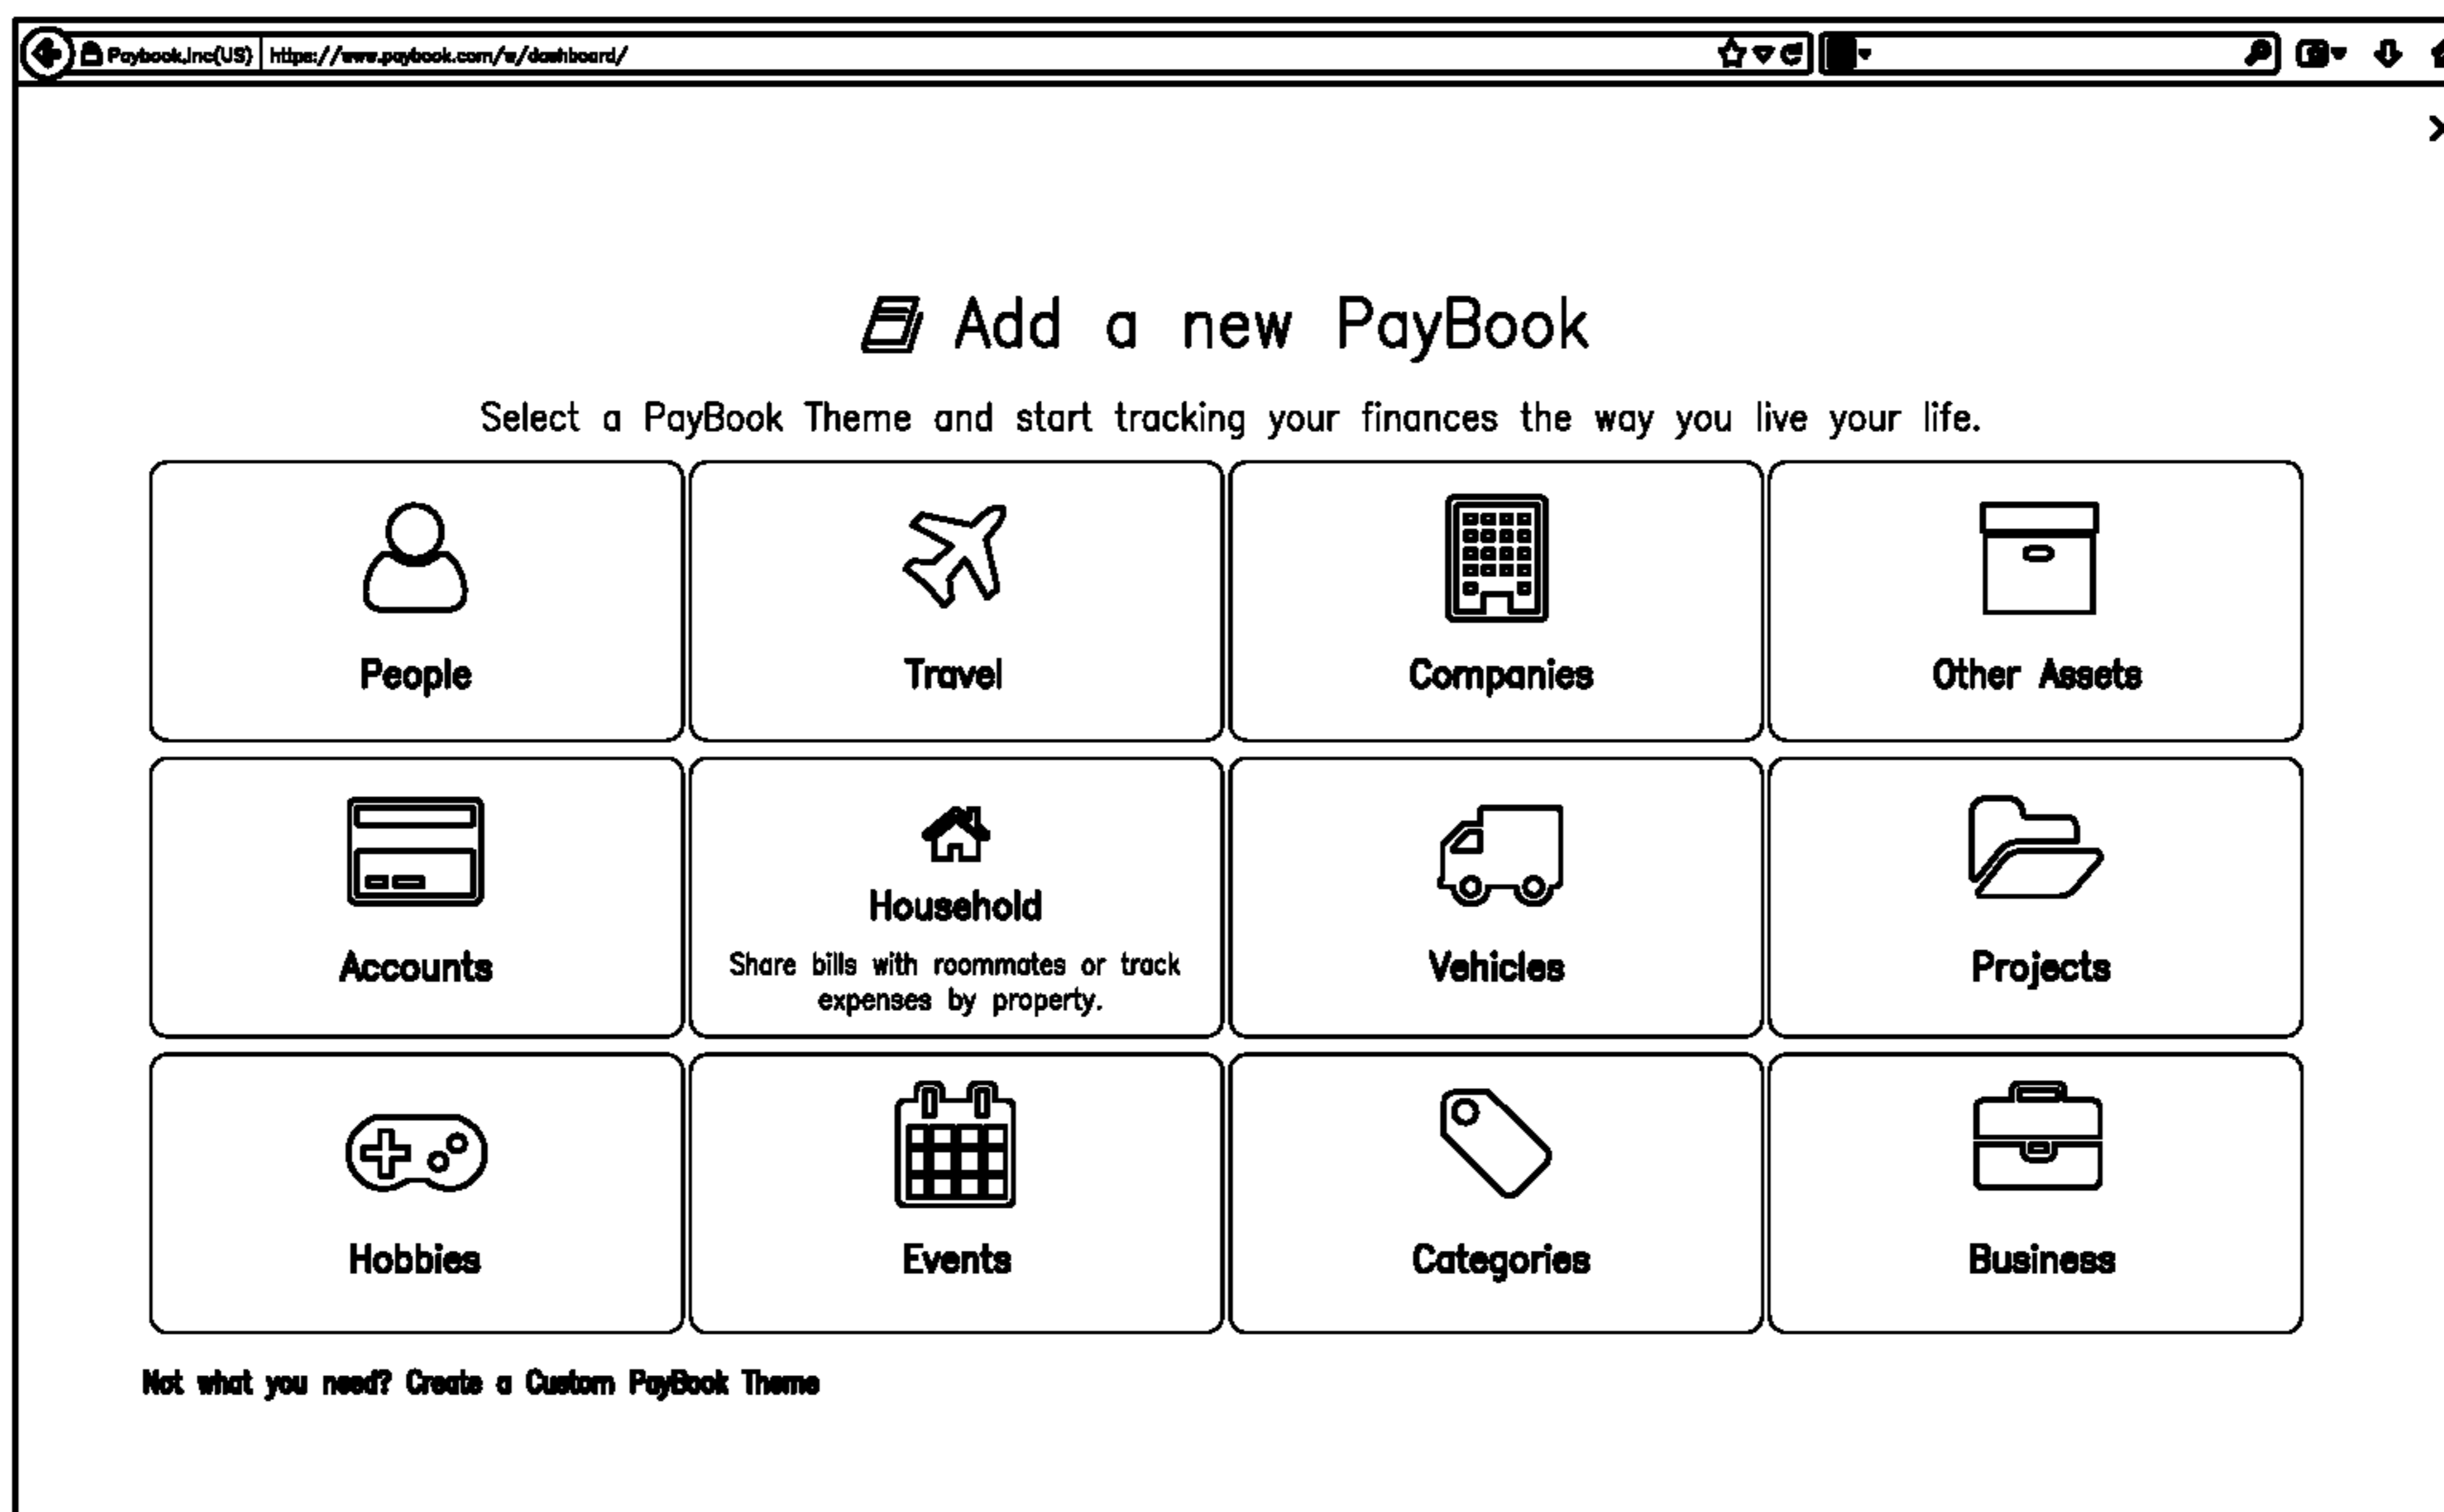 Paybook,Inc(US) https://www.paybook.com/w/dashboard/
Add a new PayBook
Select a PayBook Theme and start tracking your finances the way you live your life.
People Travel Companies Other Assets
Accounts Household Vehicles Projects
Share bills with roommates or track
expenses by property.
Hobbies Events Categories Business
Not what you need? Create a Custom PayBook Theme